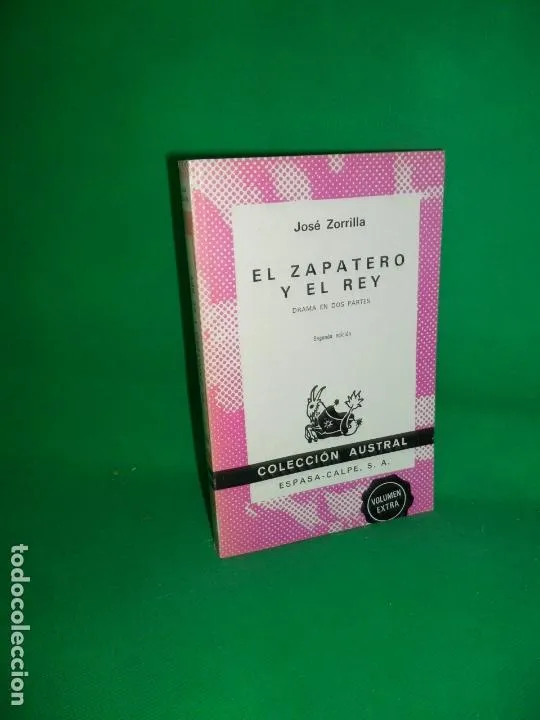 José Zorrilla
EL ZAPATERO
Y EL REY
DRAMA EN DOS PARTES
Segunda edición
COLECCIÓN AUSTRAL
ESPASA-CALPE, S. A.
VOLUMEN
EXTRA
todocoleccion